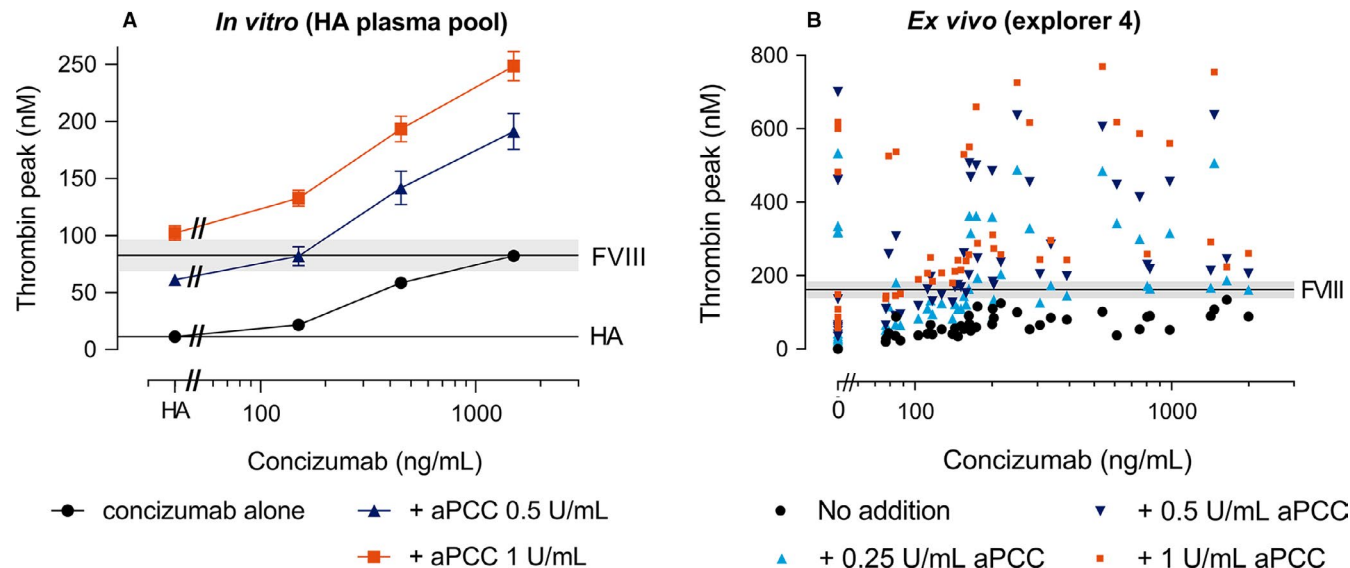 A
In vitro (HA plasma pool)
Thrombin peak (nM)
250
200
150
100
50
0
FVIII
HA
HA
100
1000
Concizumab (ng/mL)
concizumab alone
+ aPCC 0.5 U/mL
+ aPCC 1 U/mL
B
Ex vivo (explorer 4)
Thrombin peak (nM)
800
600
400
200
0
FVIII
0
100
1000
Concizumab (ng/mL)
No addition
+ 0.5 U/mL aPCC
+ 0.25 U/mL aPCC
+ 1 U/mL aPCC